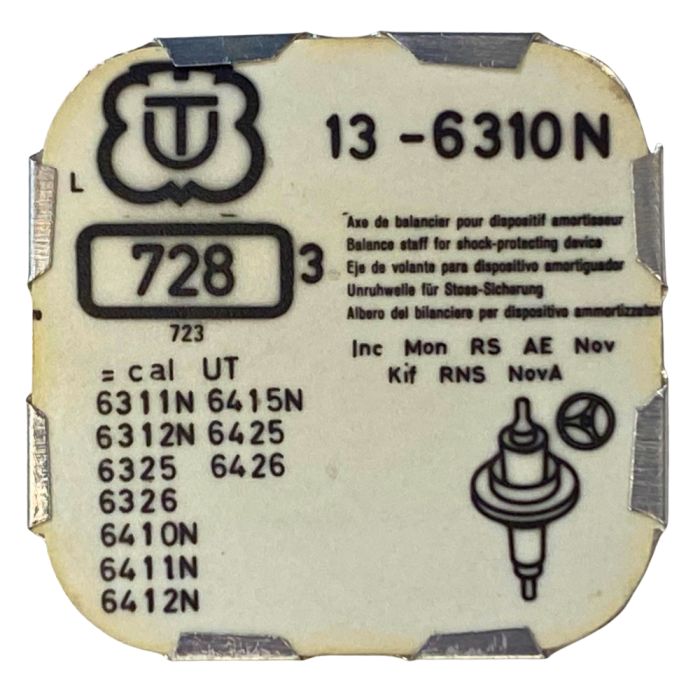 UT
13 - 6310N
L
728 3
723
Axe de balancier pour dispositif amortisseur
Balance staff for shock-protecting device
Eje de volante para dispositivo amortiguador
Unruhwelle für Stoss-Sicherung
Albero del bilanciere per dispositivo ammortizzator
Inc Mon RS AE Nov
Kif RNS NovA
= cal UT
6311N 6415N
6312N 6425
6325 6426
6326
6410N
6411N
6412N